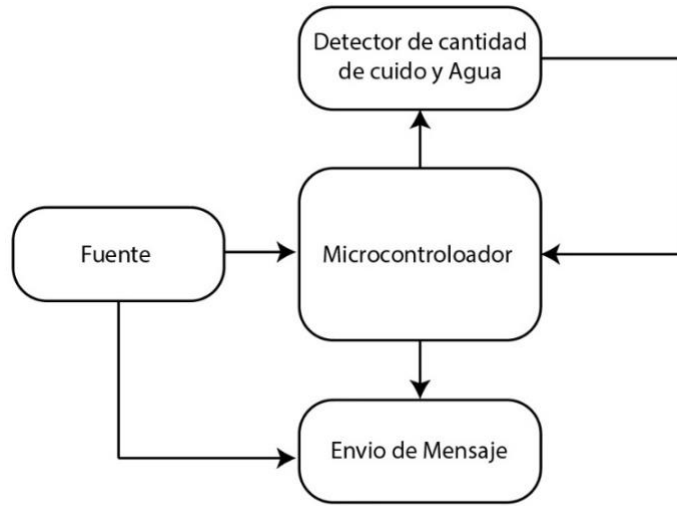 Detector de cantidad
de cuido y Agua
Fuente
Microcontroloador
Envio de Mensaje